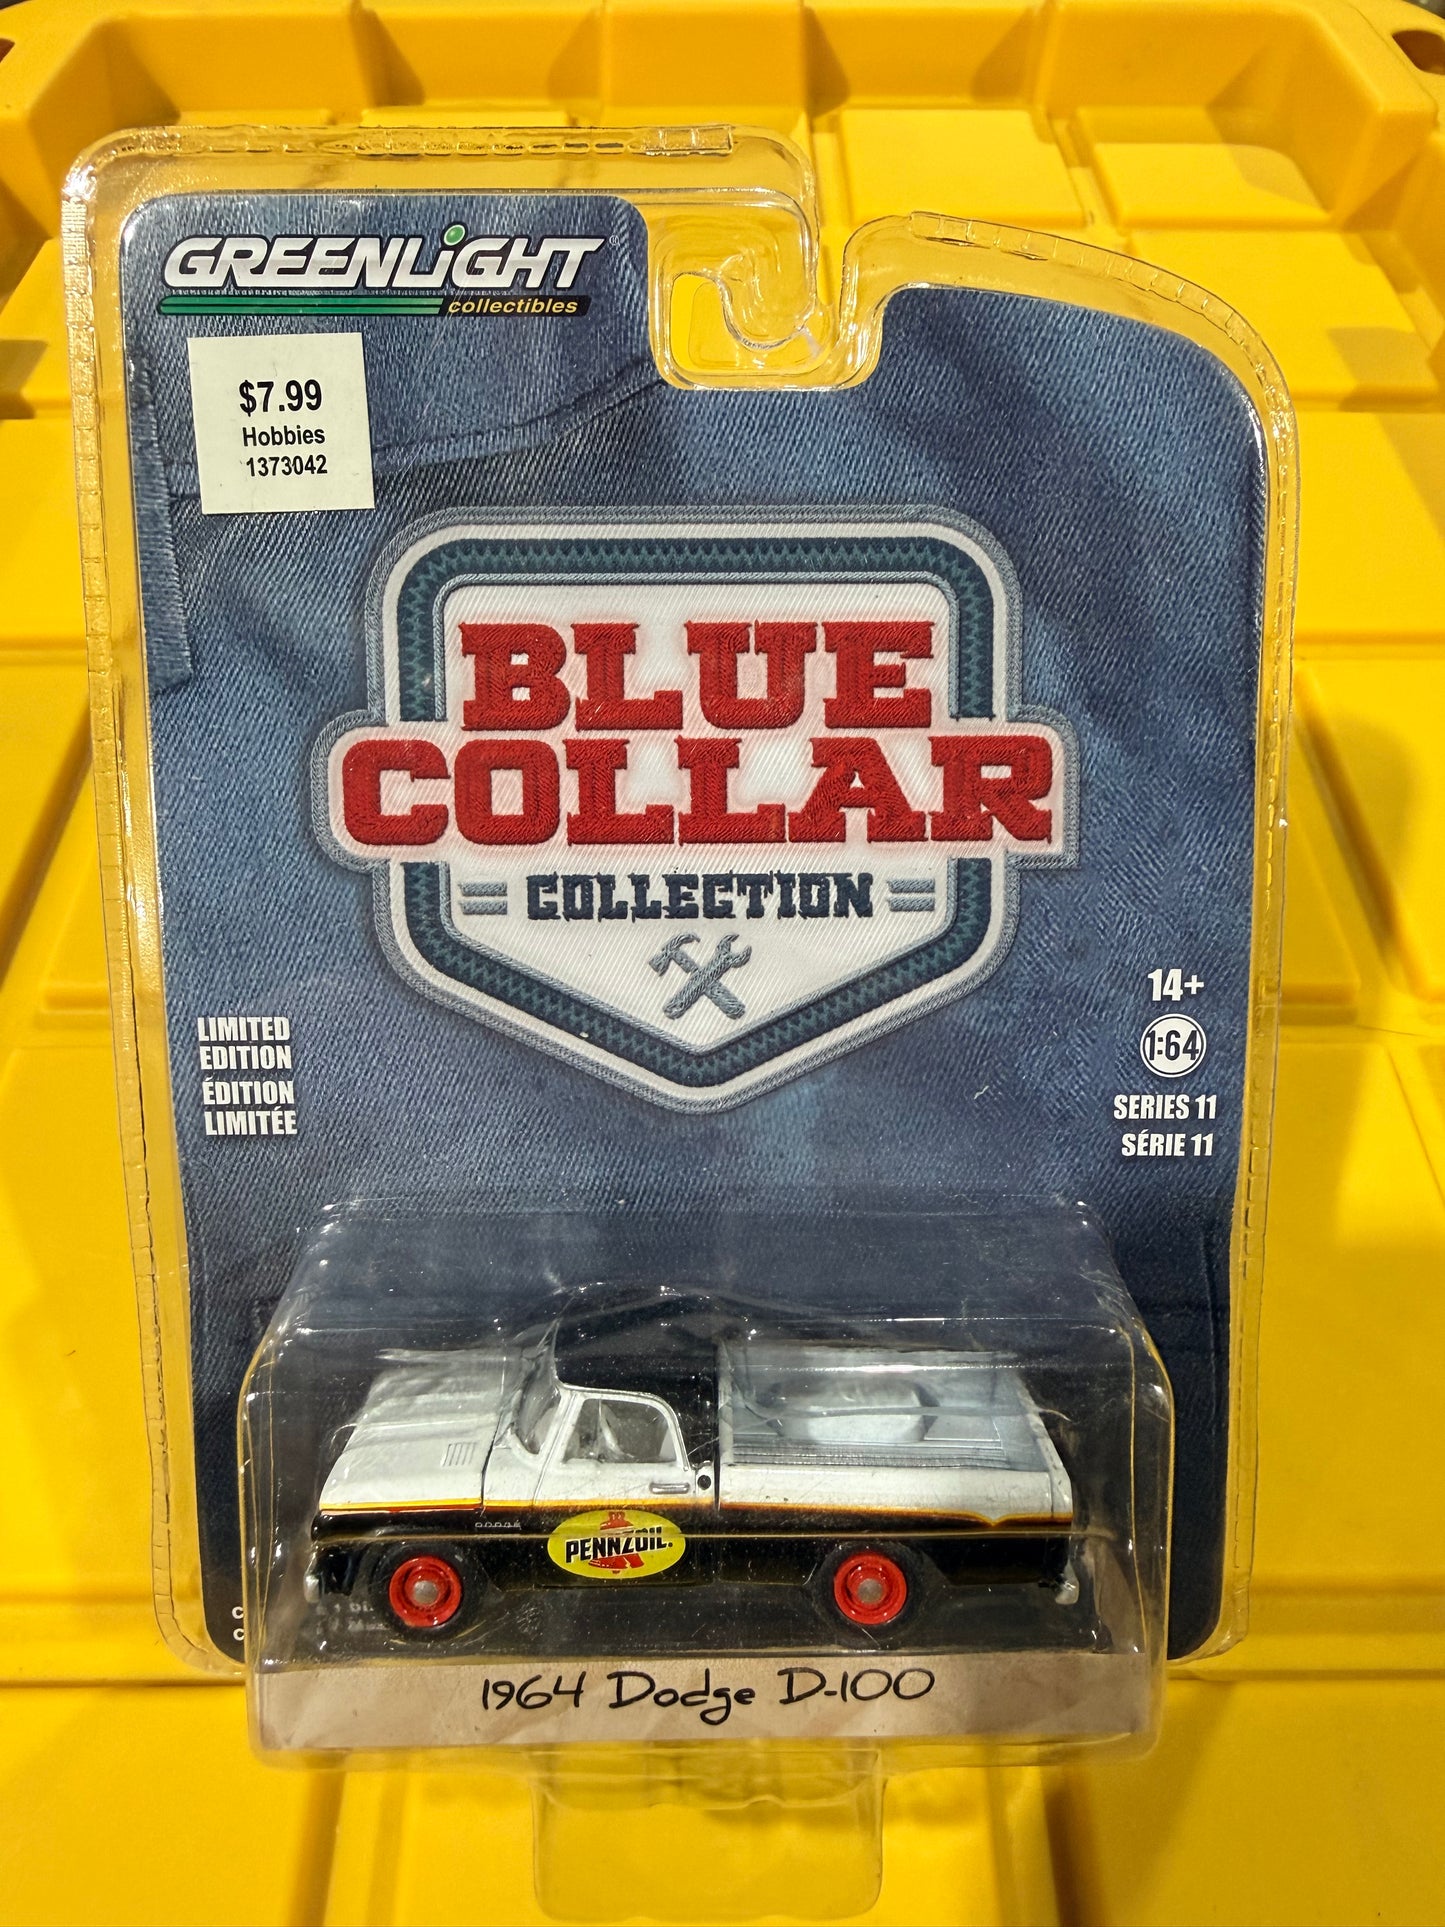 GREENLiGHT®
collectibles
$7.99
Hobbies
1373042
BLUE
COLLAR
COLLECTION
LIMITED
EDITION
ÉDITION
LIMITÉE
14+
1:64
SERIES 11
SÉRIE 11
DODGE
PENNZOIL®
1964 Dodge D-100